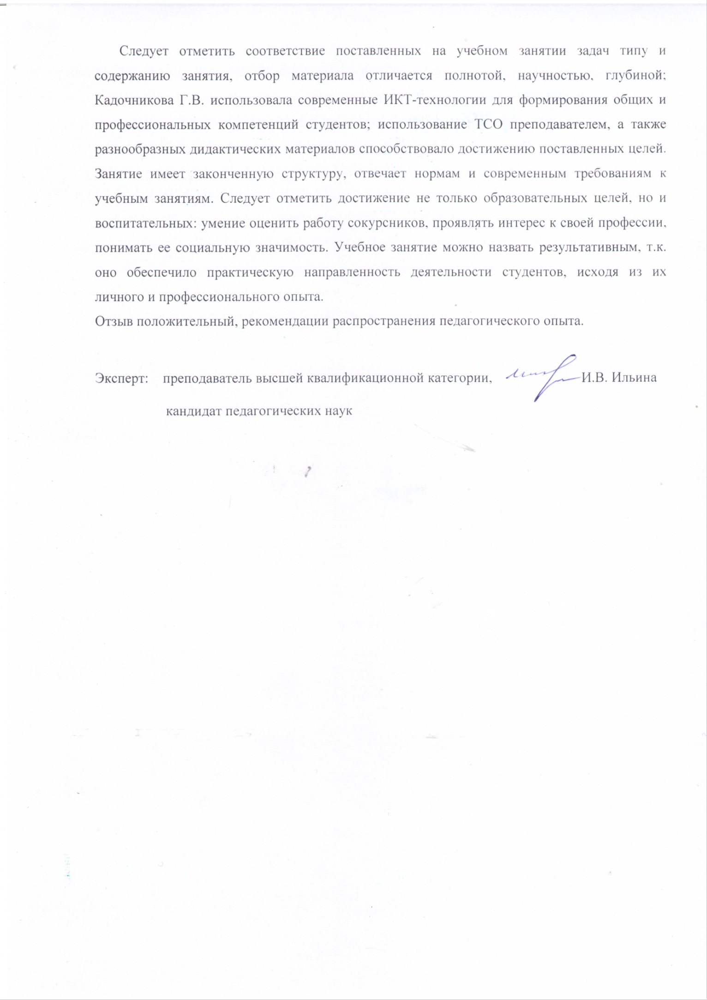 Следует отметить соответствие поставленных на учебном занятии задач типу и
содержанию занятия, отбор материала отличается полнотой, научностью, глубиной;
Кадочникова Г.В. использовала современные ИКТ-технологии для формирования общих и
профессиональных компетенций студентов; использование ТСО преподавателем, а также
разнообразных дидактических материалов способствовало достижению поставленных целей.
Занятие имеет законченную структуру, отвечает нормам и современным требованиям к
учебным занятиям. Следует отметить достижение не только образовательных целей, но и
воспитательных: умение оценить работу сокурсников, проявлять интерес к своей профессии,
понимать ее социальную значимость. Учебное занятие можно назвать результативным, т.к.
оно обеспечило практическую направленность деятельности студентов, исходя из их
личного и профессионального опыта.
Отзыв положительный, рекомендации распространения педагогического опыта.
Эксперт: преподаватель высшей квалификационной категории, И.В. Ильина
кандидат педагогических наук